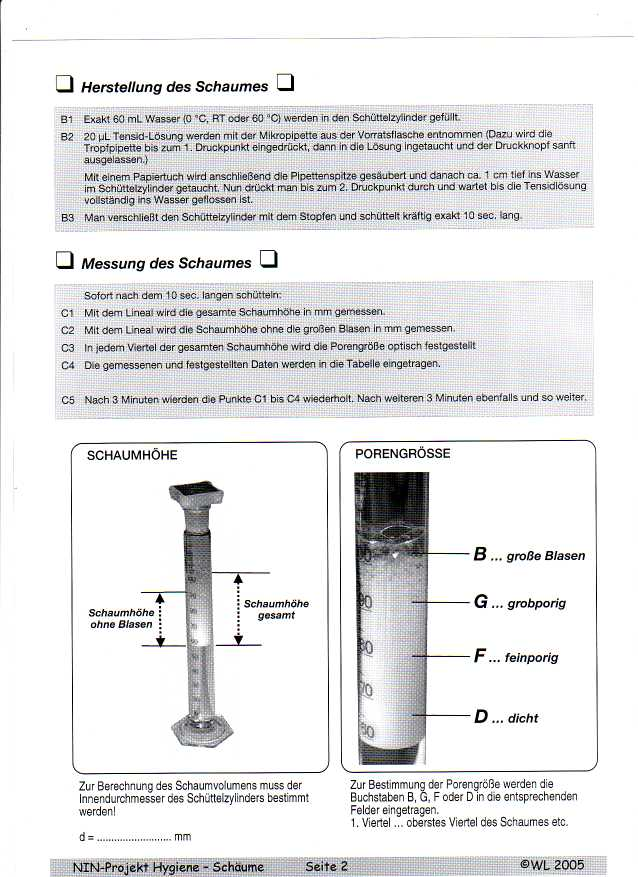 Herstellung des Schaumes
B1 Exakt 60 mL Wasser (0 °C, RT oder 60 °C) werden in den Schüttelzylinder gefüllt.
B2 20 µL Tensid-Lösung werden mit der Mikropipette aus der Vorratsflasche entnommen (Dazu wird die
Tropfpipette bis zum 1. Druckpunkt eingedrückt, dann in die Lösung ingetaucht und der Druckknopf sanft
ausgelassen.)
Mit einem Papiertuch wird anschließend die Pipettenspitze gesäubert und danach ca. 1 cm tief ins Wasser
im Schüttelzylinder getaucht. Nun drückt man bis zum 2. Druckpunkt durch und wartet bis die Tensidlösung
vollständig ins Wasser geflossen ist.
B3 Man verschließt den Schüttelzylinder mit dem Stopfen und schüttelt kräftig exakt 10 sec. lang.
Messung des Schaumes
Sofort nach dem 10 sec. langen schütteln:
C1 Mit dem Lineal wird die gesamte Schaumhöhe in mm gemessen.
C2 Mit dem Lineal wird die Schaumhöhe ohne die großen Blasen in mm gemessen.
C3 In jedem Viertel der gesamten Schaumhöhe wird die Porengröße optisch festgestellt
C4 Die gemessenen und festgestellten Daten werden in die Tabelle eingetragen.
C5 Nach 3 Minuten wierden die Punkte C1 bis C4 wiederholt. Nach weiteren 3 Minuten ebenfalls und so weiter.
SCHAUMHÖHE
Schaumhöhe
ohne Blasen
Schaumhöhe
gesamt
Zur Berechnung des Schaumvolumens muss der
Innendurchmesser des Schüttelzylinders bestimmt
werden!
d = .......................... mm
PORENGRÖSSE
B ... große Blasen
90
G ... grobporig
80
F ... feinporig
70
D ... dicht
60
Zur Bestimmung der Porengröße werden die
Buchstaben B, G, F oder D in die entsprechenden
Felder eingetragen.
1. Viertel ... oberstes Viertel des Schaumes etc.
NIN-Projekt Hygiene - Schäume Seite 2 ©WL 2005